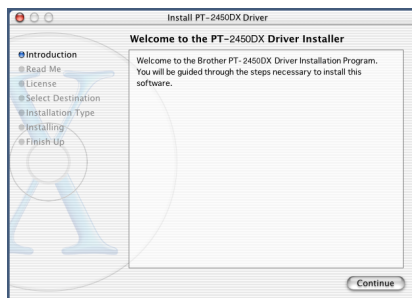 Install PT-2450DX Driver
Welcome to the PT-2450DX Driver Installer
Introduction
Read Me
License
Select Destination
Installation Type
Installing
Finish Up
Welcome to the Brother PT-2450DX Driver Installation Program.
You will be guided through the steps necessary to install this
software.
Continue